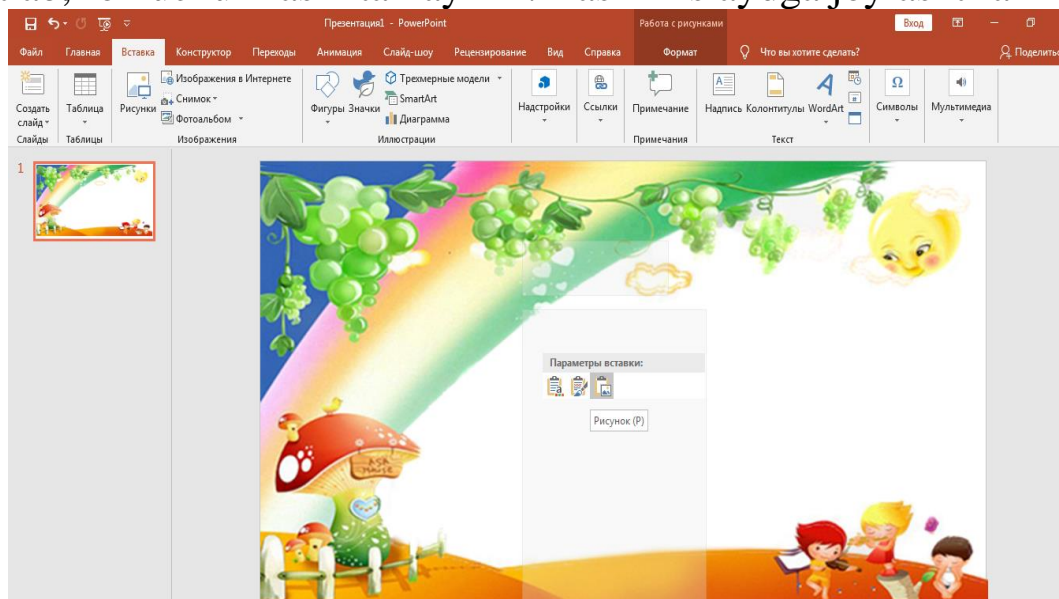 Презентация1 - PowerPoint
Работа с рисунками
Вход
Файл Главная Вставка Конструктор Переходы Анимация Слайд-шоу Рецензирование Вид Справка Формат Что вы хотите сделать? Поделитьс
Создать слайд
Таблица
Рисунки
Изображения в Интернете
Снимок
Фотоальбом
Фигуры Значки
Трехмерные модели
SmartArt
Диаграмма
Надстройки
Ссылки
Примечание
Надпись Колонтитулы WordArt
Символы
Мультимедиа
Слайды Таблицы Изображения Иллюстрации Примечания Текст
1
Параметры вставки:
Рисунок (Р)